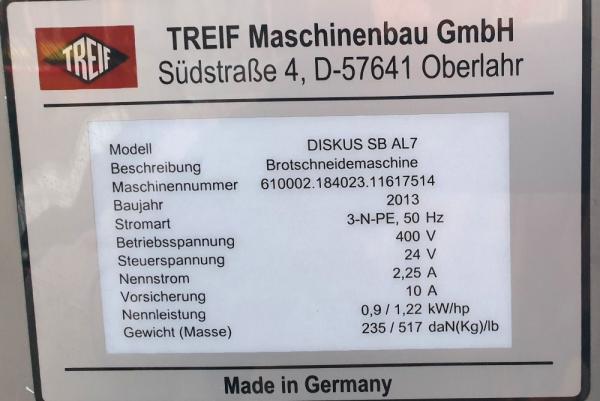 TREIF
TREIF Maschinenbau GmbH
Südstraße 4, D-57641 Oberlahr
Modell DISKUS SB AL7
Beschreibung Brotschneidemaschine
Maschinennummer 610002.184023.11617514
Baujahr 2013
Stromart 3-N-PE, 50 Hz
Betriebsspannung 400 V
Steuerspannung 24 V
Nennstrom 2,25 A
Vorsicherung 10 A
Nennleistung 0,9 / 1,22 kW/hp
Gewicht (Masse) 235 / 517 daN(Kg)/lb
Made in Germany